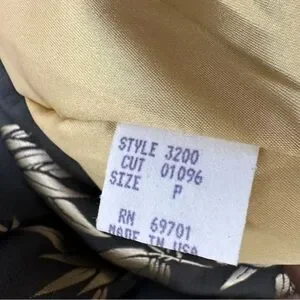 STYLE 3200
CUT 01096
SIZE P
RN 69701
MADE IN USA